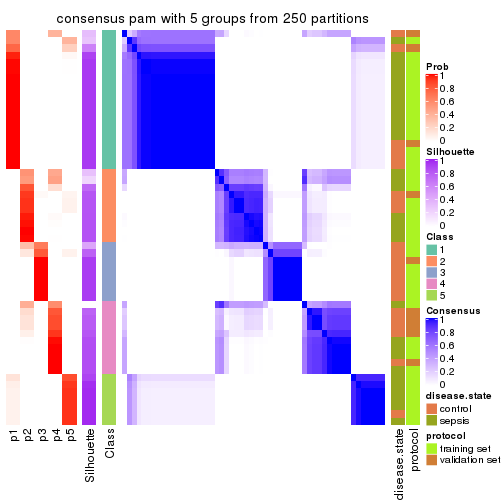 consensus pam with 5 groups from 250 partitions
Prob
1
0.8
0.6
0.4
0.2
0
Silhouette
1
0.8
0.6
0.4
0.2
0
Class
1
2
3
4
5
Consensus
1
0.8
0.6
0.4
0.2
0
disease.state
control
sepsis
protocol
training set
validation set
p1
p2
p3
p4
p5
Silhouette
Class
disease.state
protocol